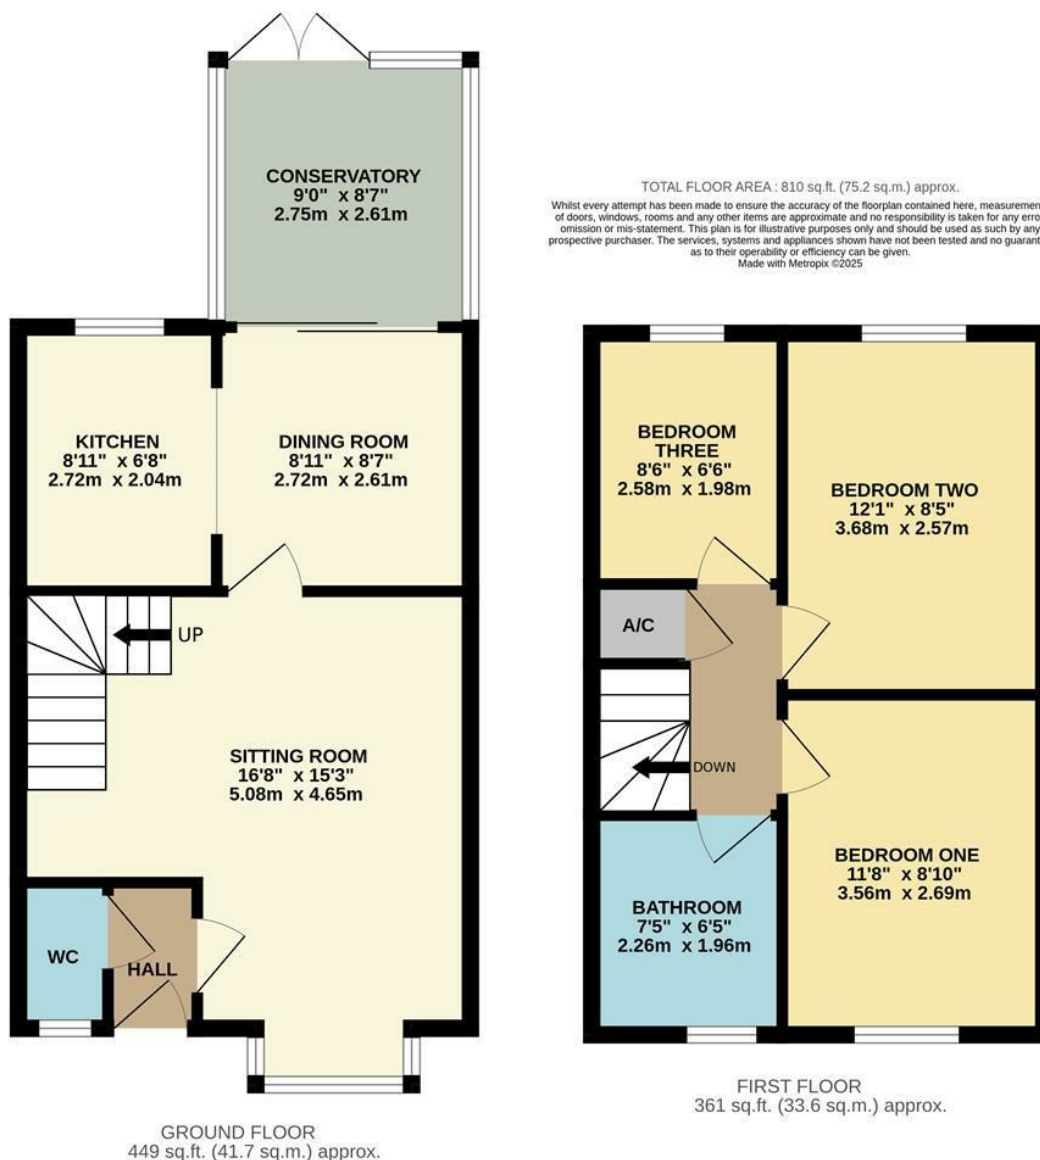 CONSERVATORY
9'0" x 8'7"
2.75m x 2.61m
TOTAL FLOOR AREA : 810 sq.ft. (75.2 sq.m.) approx.
Whilst every attempt has been made to ensure the accuracy of the floorplan contained here, measuremen
of doors, windows, rooms and any other items are approximate and no responsibility is taken for any erro
omission or mis-statement. This plan is for illustrative purposes only and should be used as such by any
prospective purchaser. The services, systems and appliances shown have not been tested and no guarant
as to their operability or efficiency can be given.
Made with Metropix ©2025
KITCHEN
8'11" x 6'8"
2.72m x 2.04m
DINING ROOM
8'11" x 8'7"
2.72m x 2.61m
UP
SITTING ROOM
16'8" x 15'3"
5.08m x 4.65m
WC
HALL
GROUND FLOOR
449 sq.ft. (41.7 sq.m.) approx.
BEDROOM
THREE
8'6" x 6'6"
2.58m x 1.98m
BEDROOM TWO
12'1" x 8'5"
3.68m x 2.57m
A/C
DOWN
BEDROOM ONE
11'8" x 8'10"
3.56m x 2.69m
BATHROOM
7'5" x 6'5"
2.26m x 1.96m
FIRST FLOOR
361 sq.ft. (33.6 sq.m.) approx.